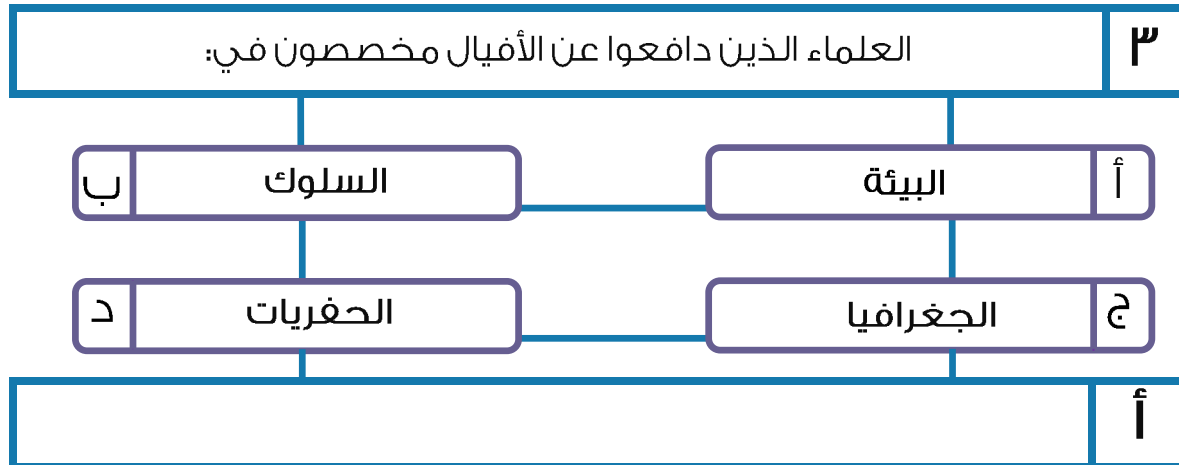 ٣
العلماء الذين دافعوا عن الأفيال مخصصون في:
أ
البيئة
ب
السلوك
ج
الجغرافيا
د
الحفريات
أ